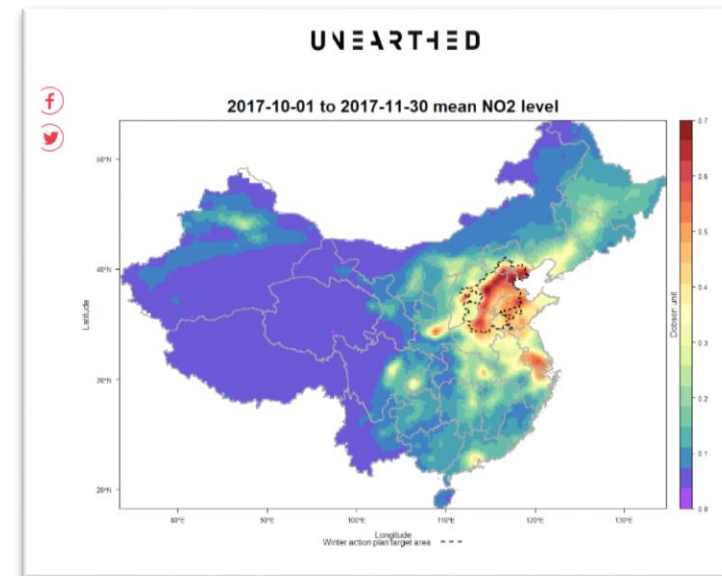 UNEARTHED
f
2017-10-01 to 2017-11-30 mean NO2 level
50°N
40°N
30°N
20°N
Latitude
80°E
90°E
100°E
110°E
120°E
130°E
Longitude
Winter action plan target area
0.7
0.6
0.5
0.4
0.3
0.2
0.1
0.0
Dobson unit